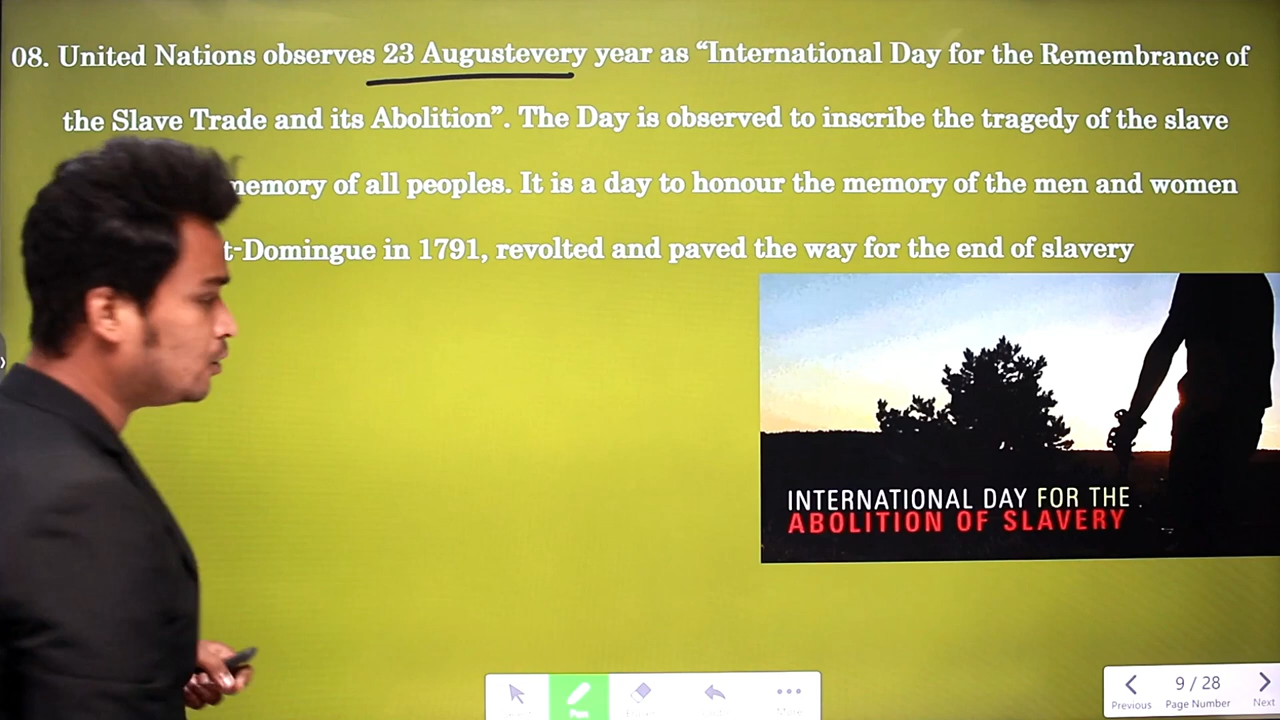 08. United Nations observes 23 Augustevery year as “International Day for the Remembrance of
the Slave Trade and its Abolition”. The Day is observed to inscribe the tragedy of the slave
memory of all peoples. It is a day to honour the memory of the men and women
t-Domingue in 1791, revolted and paved the way for the end of slavery
INTERNATIONAL DAY FOR THE
ABOLITION OF SLAVERY
Pen
9 / 28
Previous Page Number Next